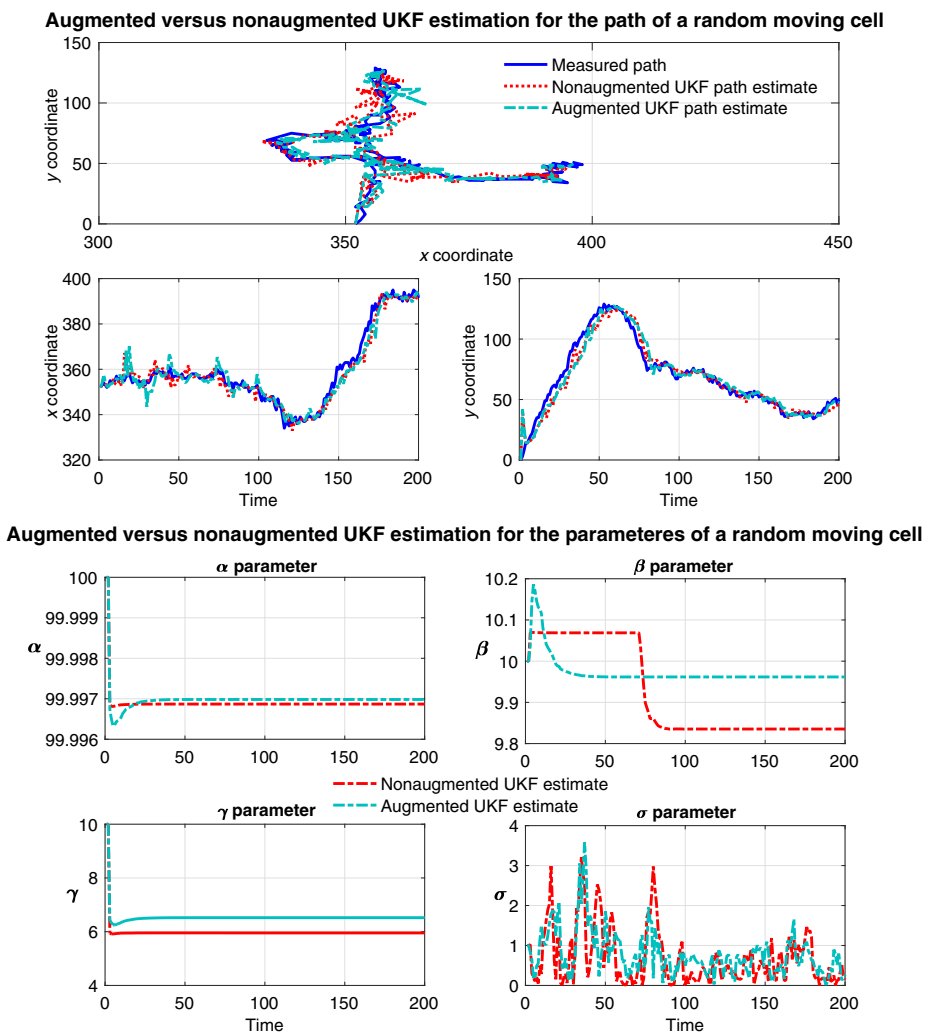 Augmented versus nonaugmented UKF estimation for the path of a random moving cell
150
100
50
0
y coordinate
Measured path
Nonaugmented UKF path estimate
Augmented UKF path estimate
300
350
400
450
x coordinate
400
380
360
340
320
x coordinate
0
50
100
150
200
Time
150
100
50
0
y coordinate
0
50
100
150
200
Time
Augmented versus nonaugmented UKF estimation for the parameteres of a random moving cell
α parameter
100
99.999
99.998
99.997
99.996
α
0
50
100
150
200
β parameter
10.2
10.1
10
9.9
9.8
β
0
50
100
150
200
Nonaugmented UKF estimate
Augmented UKF estimate
γ parameter
10
8
6
4
γ
0
50
100
150
200
Time
σ parameter
4
3
2
1
0
σ
0
50
100
150
200
Time